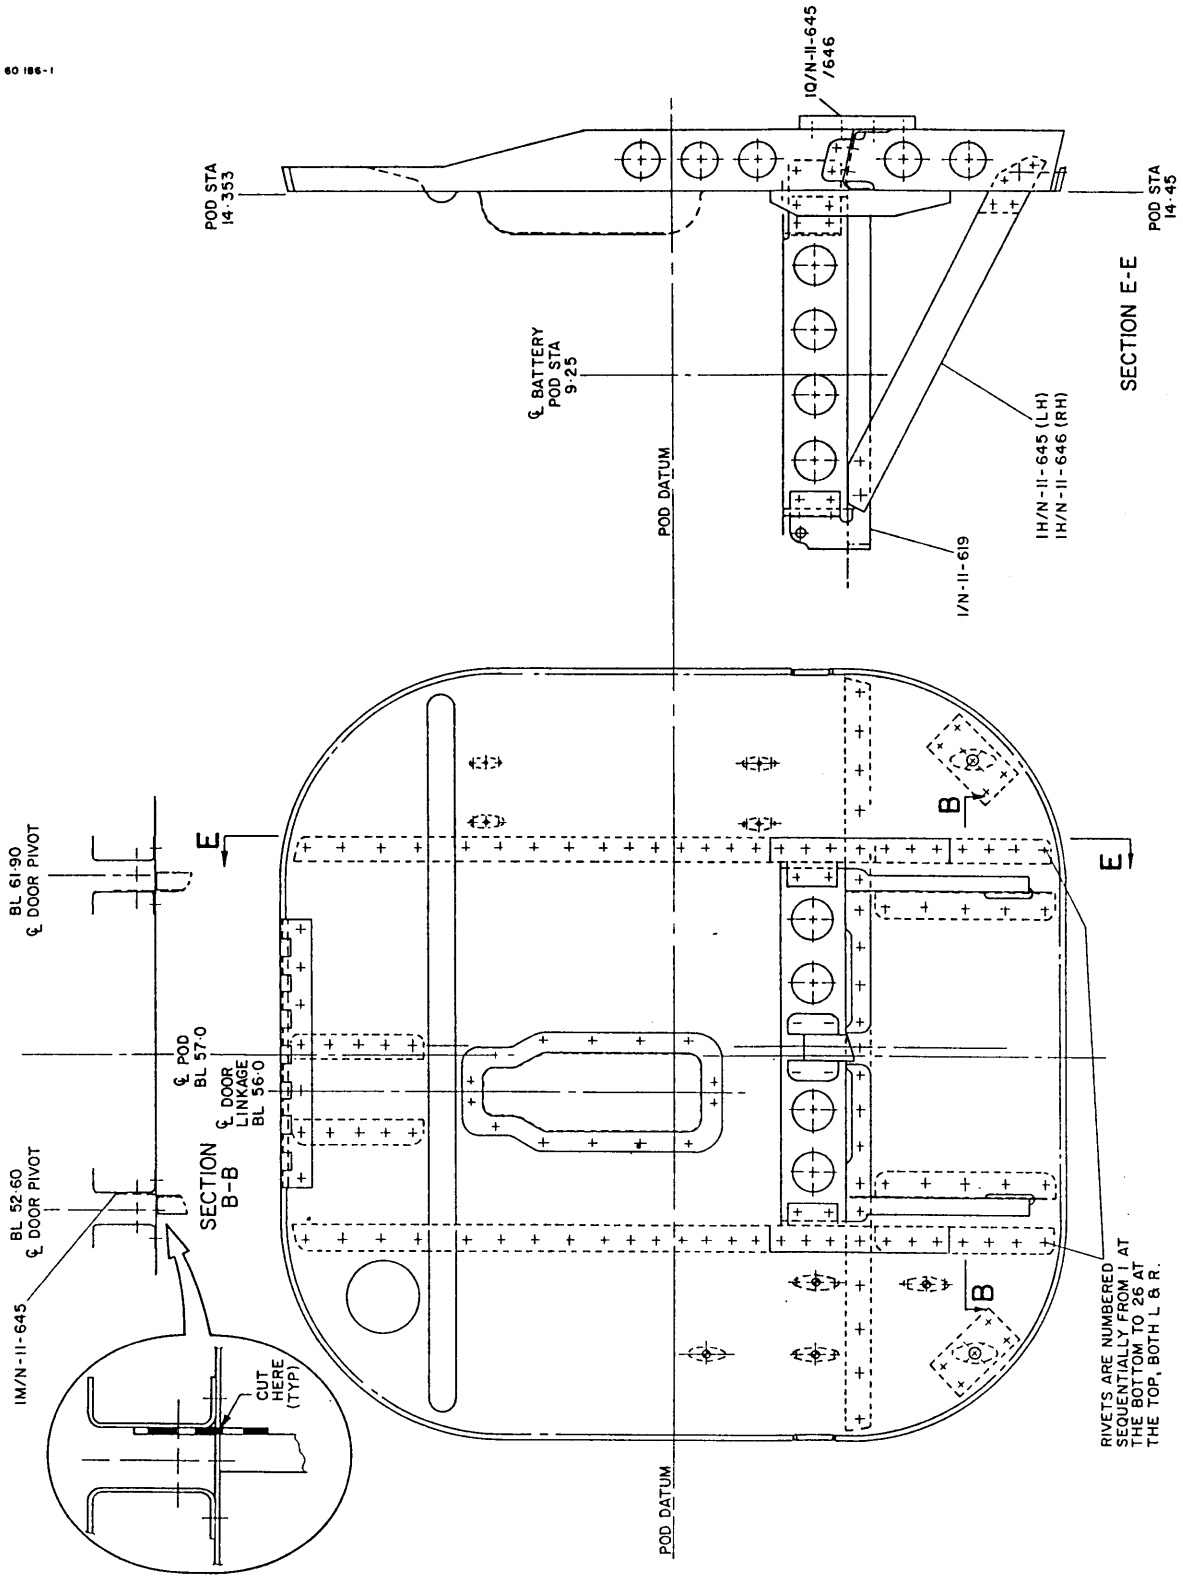 60 186-1
1Q/N-11-645
/646
POD STA
14·353
POD STA
14·45
SECTION E-E
℄ BATTERY
POD STA
9·25
POD DATUM
1H/N-11-645 (LH)
1H/N-11-646 (RH)
1/N-11-619
BL 61·90
℄ DOOR PIVOT
E
E
B
B
℄ POD
BL 57·0
℄ DOOR
LINKAGE
BL 56·0
SECTION
B-B
BL 52·60
℄ DOOR PIVOT
1M/N-11-645
CUT
HERE
(TYP)
POD DATUM
RIVETS ARE NUMBERED
SEQUENTIALLY FROM 1 AT
THE BOTTOM TO 26 AT
THE TOP, BOTH L & R.